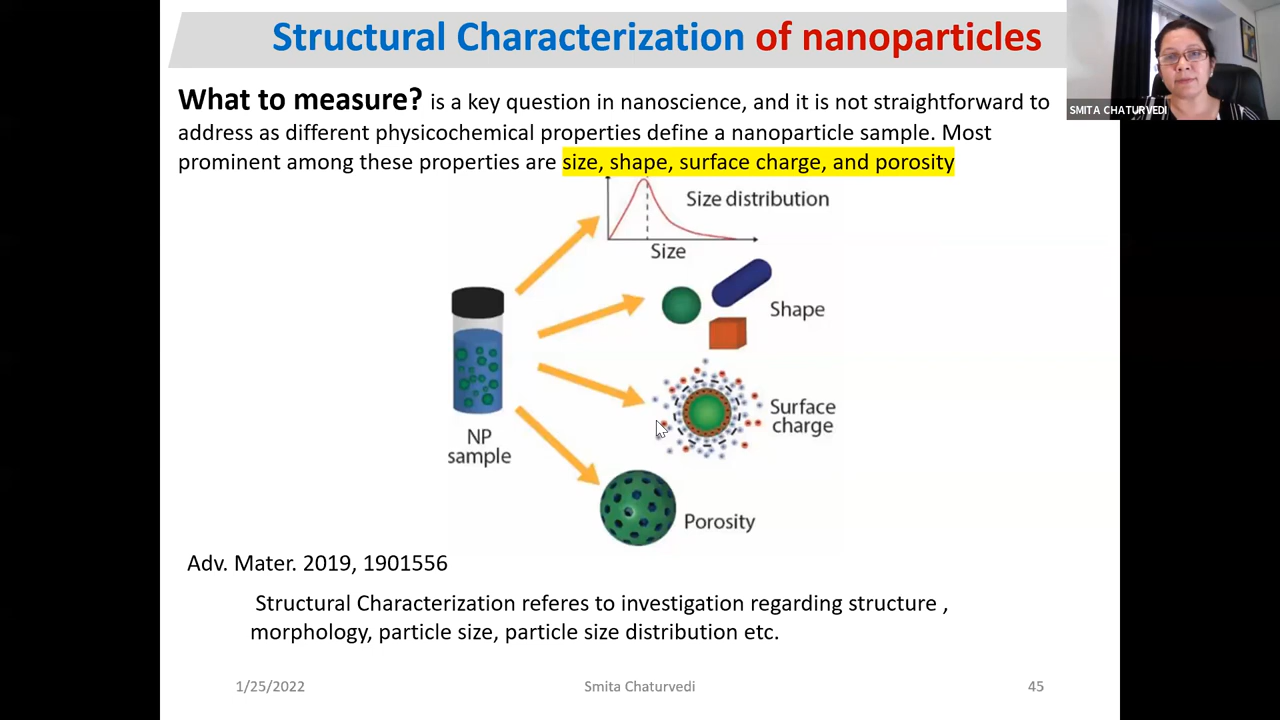 Structural Characterization of nanoparticles
SMITA CHATURVEDI
What to measure? is a key question in nanoscience, and it is not straightforward to
address as different physicochemical properties define a nanoparticle sample. Most
prominent among these properties are size, shape, surface charge, and porosity
Size distribution
Size
Shape
Surface
charge
NP
sample
Porosity
Adv. Mater. 2019, 1901556
Structural Characterization referes to investigation regarding structure ,
morphology, particle size, particle size distribution etc.
1/25/2022
Smita Chaturvedi
45